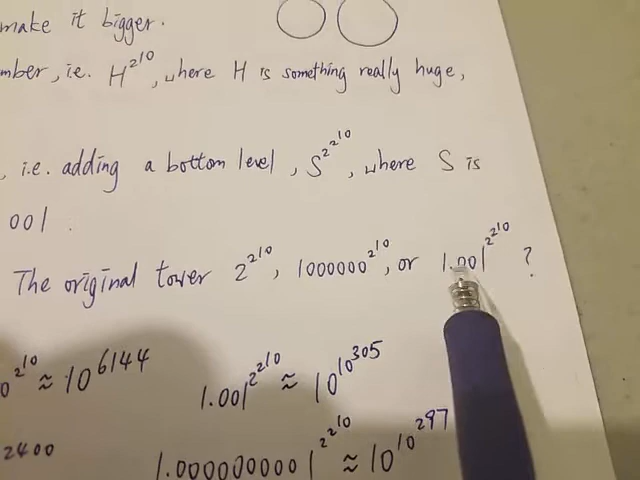 make it bigger.
mber, i.e. H^2^10, where H is something really huge,
, i.e. adding a bottom level, S^2^2^10, where S is
001.
The original tower 2^2^10, 1000000^2^10, or 1.001^2^2^10 ?
0^2^10 ≈ 10^6144
1.001^2^2^10 ≈ 10^10^305
2400
1.0000000001^2^2^10 ≈ 10^10^297